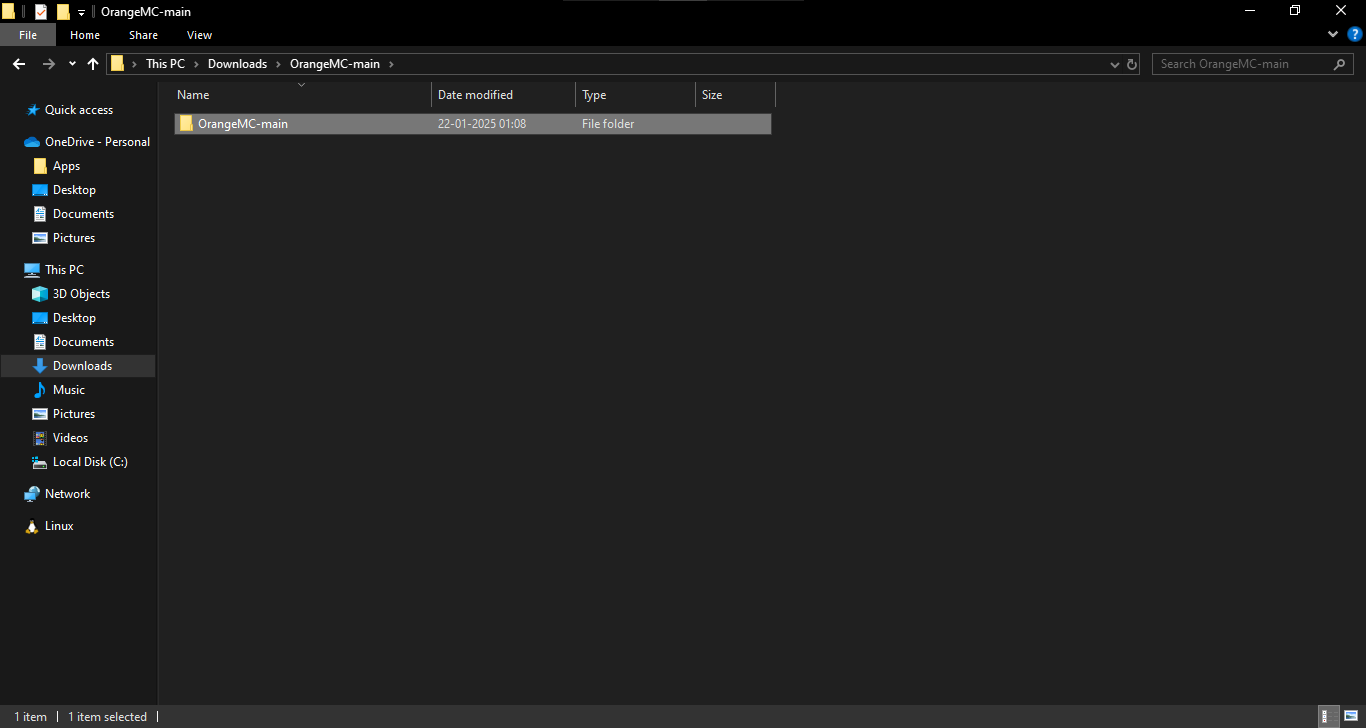 OrangeMC-main
File Home Share View
This PC Downloads OrangeMC-main Search OrangeMC-main
Name Date modified Type Size
OrangeMC-main 22-01-2025 01:08 File folder
Quick access
OneDrive - Personal
Apps
Desktop
Documents
Pictures
This PC
3D Objects
Desktop
Documents
Downloads
Music
Pictures
Videos
Local Disk (C:)
Network
Linux
1 item 1 item selected